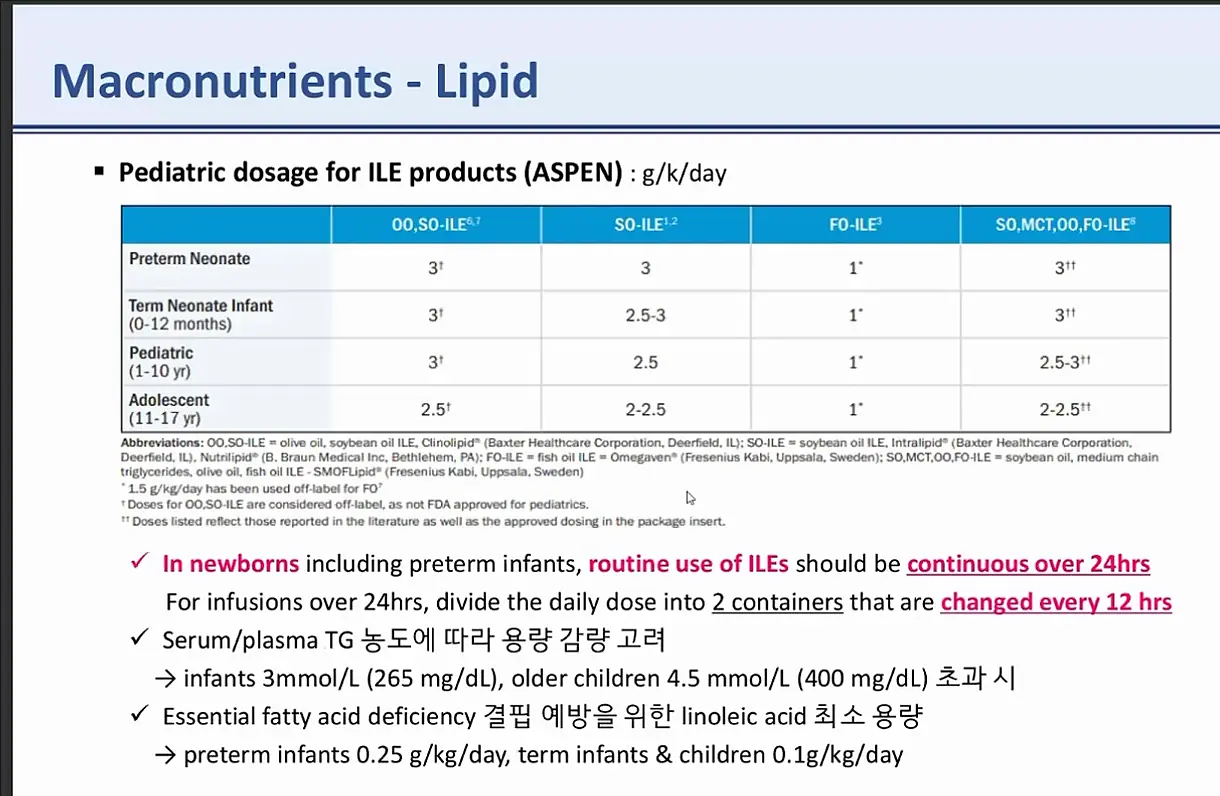 Macronutrients - Lipid
▪ Pediatric dosage for ILE products (ASPEN) : g/k/day
OO,SO-ILE⁶,⁷ SO-ILE¹,² FO-ILE³ SO,MCT,OO,FO-ILE⁸
Preterm Neonate 3† 3 1* 3††
Term Neonate Infant
(0-12 months) 3† 2.5-3 1* 3††
Pediatric
(1-10 yr) 3† 2.5 1* 2.5-3††
Adolescent
(11-17 yr) 2.5† 2-2.5 1* 2-2.5††
Abbreviations: OO,SO-ILE = olive oil, soybean oil ILE, Clinolipid® (Baxter Healthcare Corporation, Deerfield, IL); SO-ILE = soybean oil ILE, Intralipid® (Baxter Healthcare Corporation,
Deerfield, IL), Nutrilipid® (B. Braun Medical Inc, Bethlehem, PA); FO-ILE = fish oil ILE = Omegaven® (Fresenius Kabi, Uppsala, Sweden); SO,MCT,OO,FO-ILE = soybean oil, medium chain
triglycerides, olive oil, fish oil ILE - SMOFLipid® (Fresenius Kabi, Uppsala, Sweden)
* 1.5 g/kg/day has been used off-label for FO⁷
† Doses for OO,SO-ILE are considered off-label, as not FDA approved for pediatrics.
†† Doses listed reflect those reported in the literature as well as the approved dosing in the package insert.
✓ In newborns including preterm infants, routine use of ILEs should be continuous over 24hrs
For infusions over 24hrs, divide the daily dose into 2 containers that are changed every 12 hrs
✓ Serum/plasma TG 농도에 따라 용량 감량 고려
→ infants 3mmol/L (265 mg/dL), older children 4.5 mmol/L (400 mg/dL) 초과 시
✓ Essential fatty acid deficiency 결핍 예방을 위한 linoleic acid 최소 용량
→ preterm infants 0.25 g/kg/day, term infants & children 0.1g/kg/day